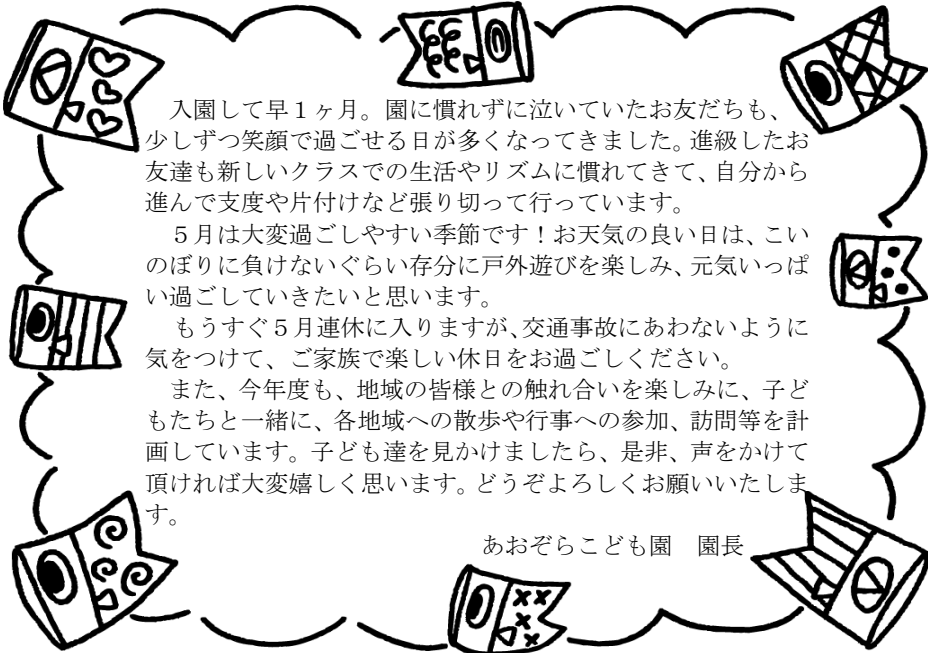 入園して早１ヶ月。園に慣れずに泣いていたお友だちも、
少しずつ笑顔で過ごせる日が多くなってきました。進級したお
友達も新しいクラスでの生活やリズムに慣れてきて、自分から
進んで支度や片付けなど張り切って行っています。
５月は大変過ごしやすい季節です！お天気の良い日は、こい
のぼりに負けないぐらい存分に戸外遊びを楽しみ、元気いっぱ
い過ごしていきたいと思います。
もうすぐ５月連休に入りますが、交通事故にあわないように
気をつけて、ご家族で楽しい休日をお過ごしください。
また、今年度も、地域の皆様との触れ合いを楽しみに、子ど
もたちと一緒に、各地域への散歩や行事への参加、訪問等を計
画しています。子ども達を見かけましたら、是非、声をかけて
頂ければ大変嬉しく思います。どうぞよろしくお願いいたしま
す。
あおぞらこども園　園長